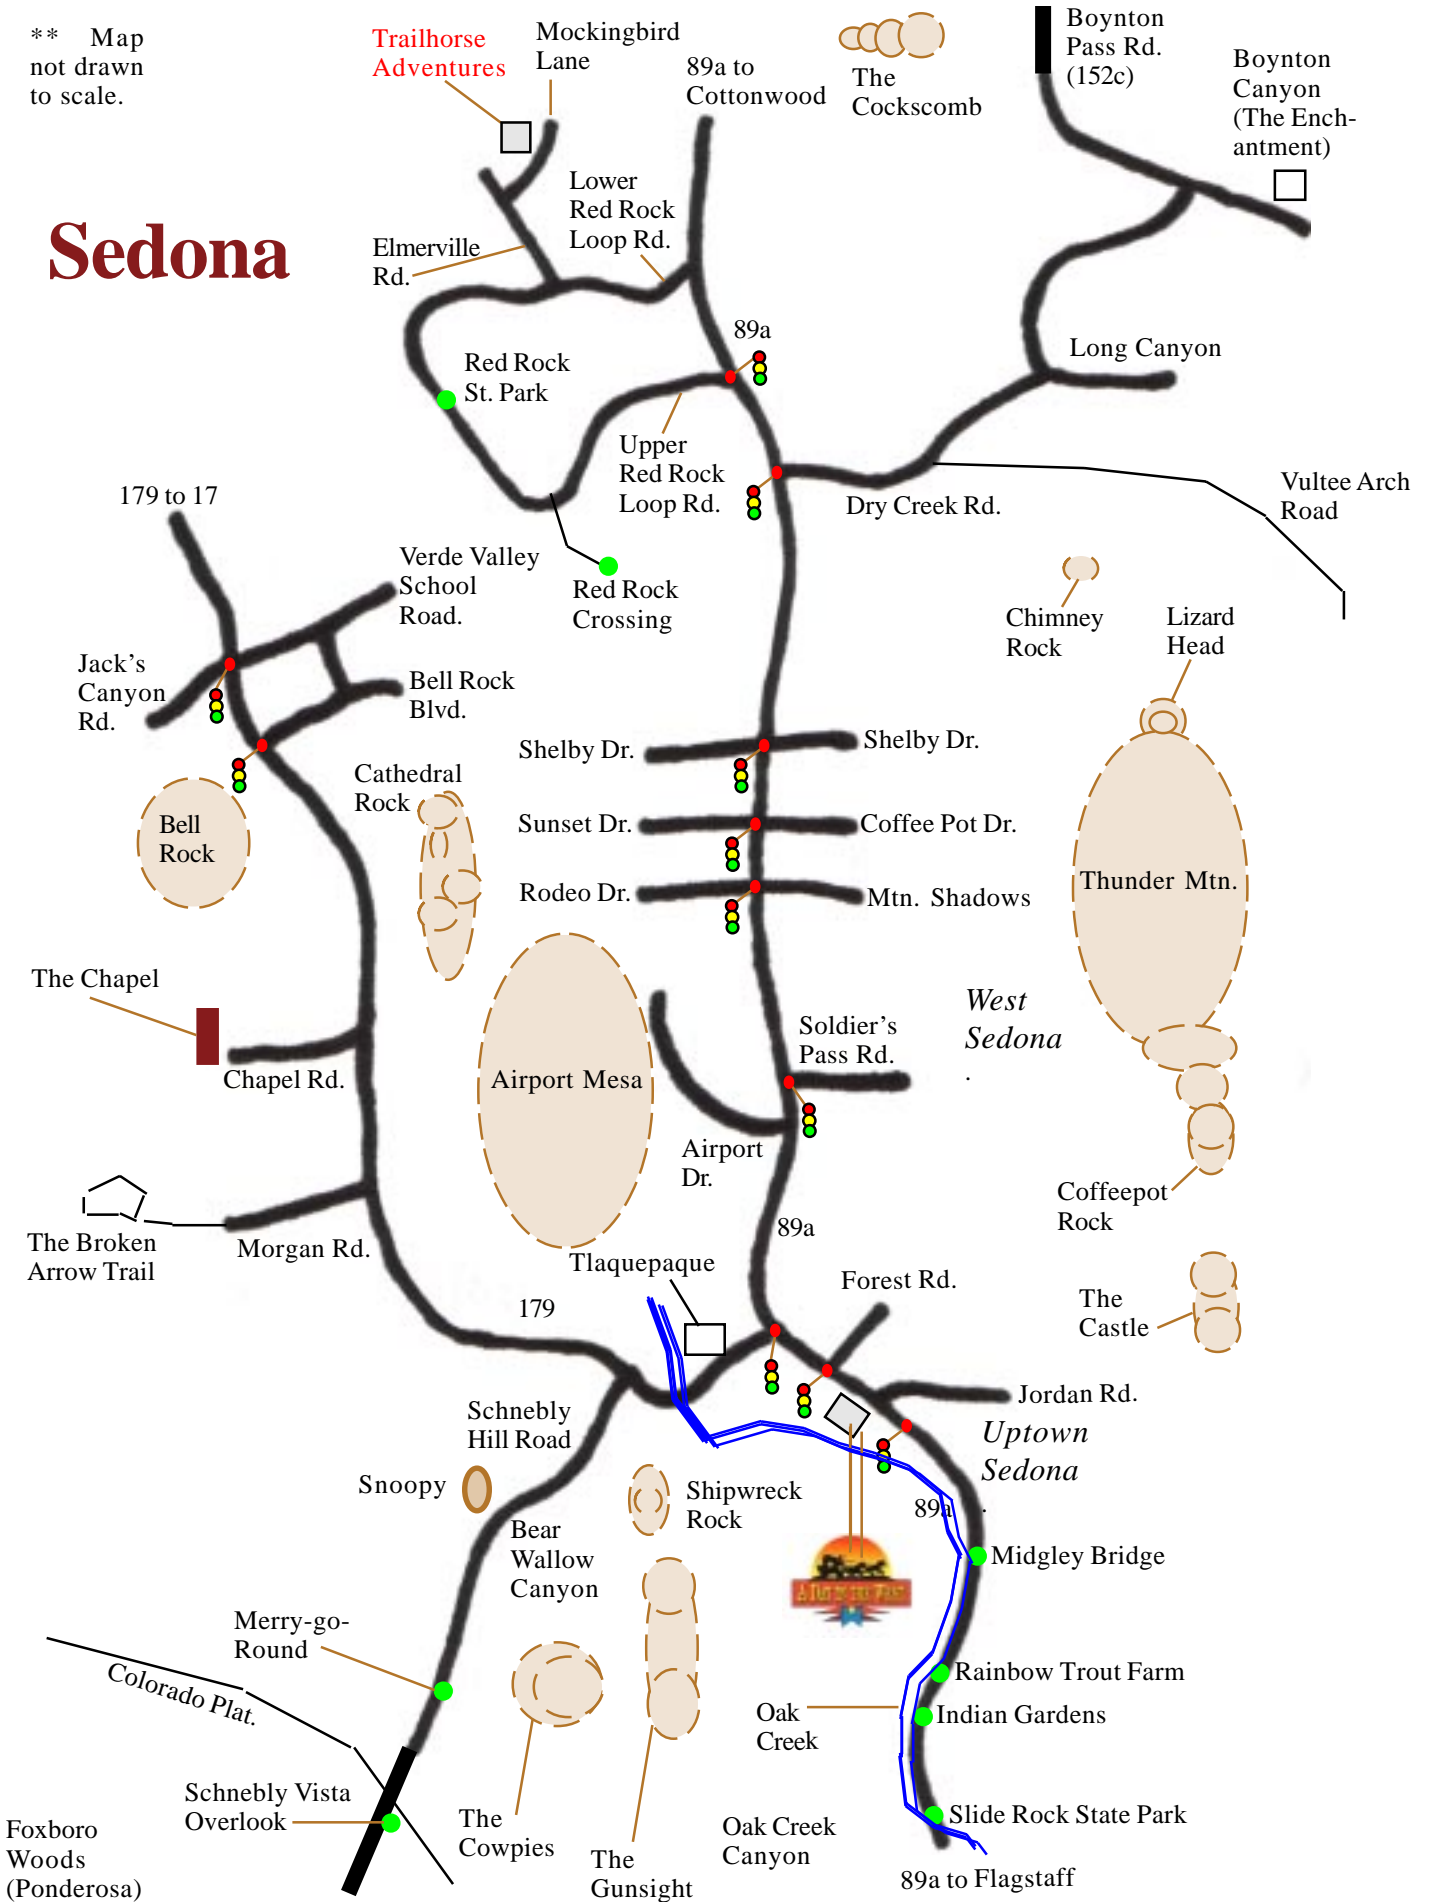 ** Map
not drawn
to scale.
Trailhorse
Adventures
Mockingbird
Lane
89a to
Cottonwood
The
Cockscomb
Boynton
Pass Rd.
(152c)
Boynton
Canyon
(The Ench-
antment)
Sedona
Elmerville
Rd.
Lower
Red Rock
Loop Rd.
89a
Long Canyon
Red Rock
St. Park
Upper
Red Rock
Loop Rd.
Dry Creek Rd.
Vultee Arch
Road
179 to 17
Verde Valley
School
Road.
Red Rock
Crossing
Chimney
Rock
Lizard
Head
Jack's
Canyon
Rd.
Bell Rock
Blvd.
Shelby Dr.
Shelby Dr.
Cathedral
Rock
Bell
Rock
Sunset Dr.
Coffee Pot Dr.
Rodeo Dr.
Mtn. Shadows
Thunder Mtn.
The Chapel
West
Sedona
.
Soldier's
Pass Rd.
Chapel Rd.
Airport Mesa
Airport
Dr.
Coffeepot
Rock
The Broken
Arrow Trail
Morgan Rd.
89a
Tlaquepaque
Forest Rd.
The
Castle
179
Jordan Rd.
Schnebly
Hill Road
Uptown
Sedona
.
Snoopy
Shipwreck
Rock
89a
Bear
Wallow
Canyon
Midgley Bridge
A Day in the West
Merry-go-
Round
Colorado Plat.
Rainbow Trout Farm
Oak
Creek
Indian Gardens
Schnebly Vista
Overlook
The
Cowpies
The
Gunsight
Oak Creek
Canyon
Slide Rock State Park
89a to Flagstaff
Foxboro
Woods
(Ponderosa)